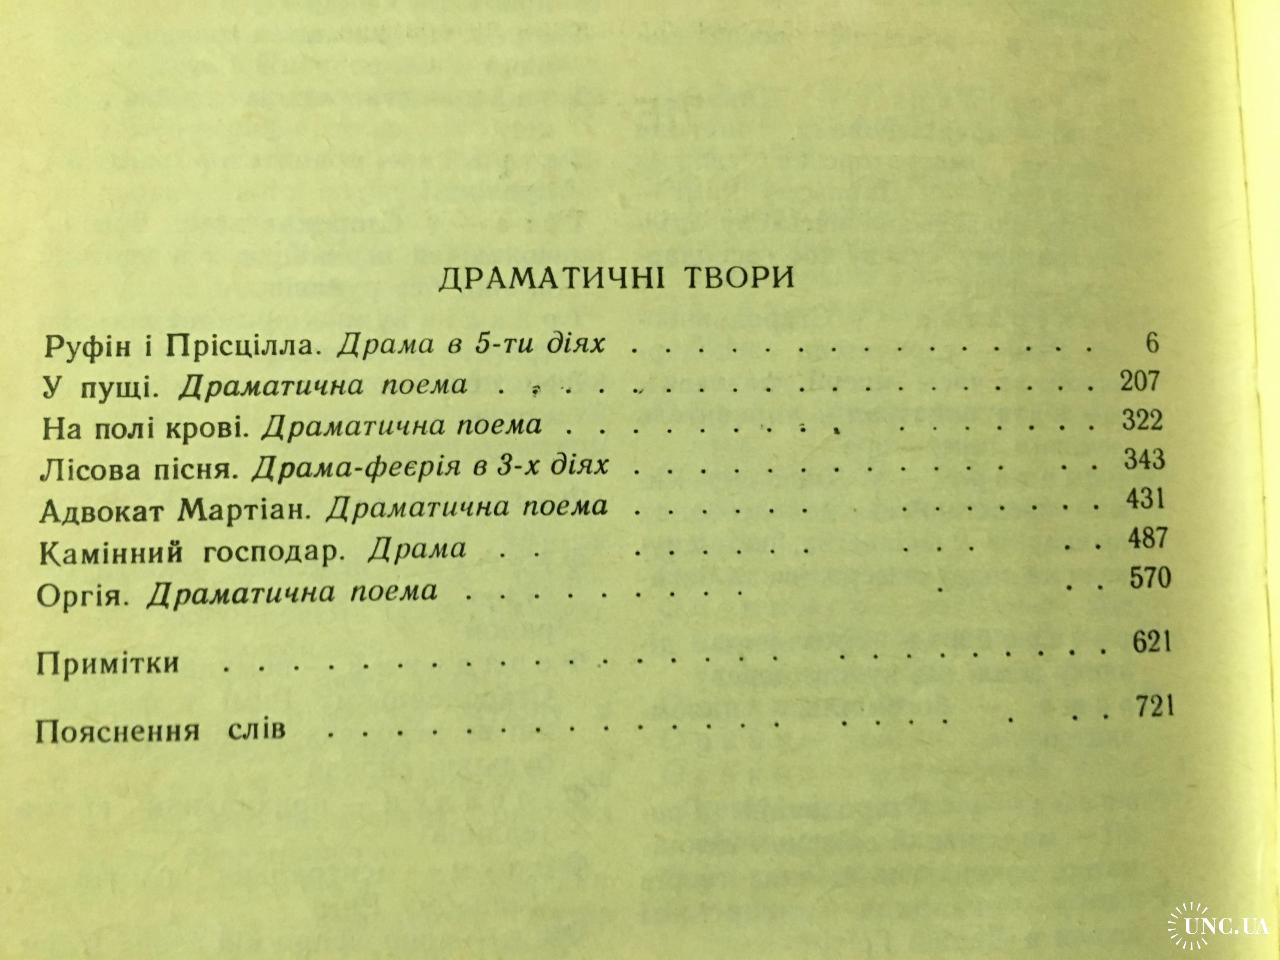 ДРАМАТИЧНІ ТВОРИ
Руфін і Прісцілла. Драма в 5-ти діях . . . . . . . . . . . . . . . 6
У пущі. Драматична поема . . . . . . . . . . . . . . . . . . 207
На полі крові. Драматична поема . . . . . . . . . . . . . . . . 322
Лісова пісня. Драма-феєрія в 3-х діях . . . . . . . . . . . . . . 343
Адвокат Мартіан. Драматична поема . . . . . . . . . . . . . . 431
Камінний господар. Драма . . . . . . . . . . . . . . 487
Оргія. Драматична поема . . . . . . . . . . . . 570
Примітки . . . . . . . . . . . . . . . . . . . . . . . . . 621
Пояснення слів . . . . . . . . . . . . . . . . . . . . 721
UNC.UA